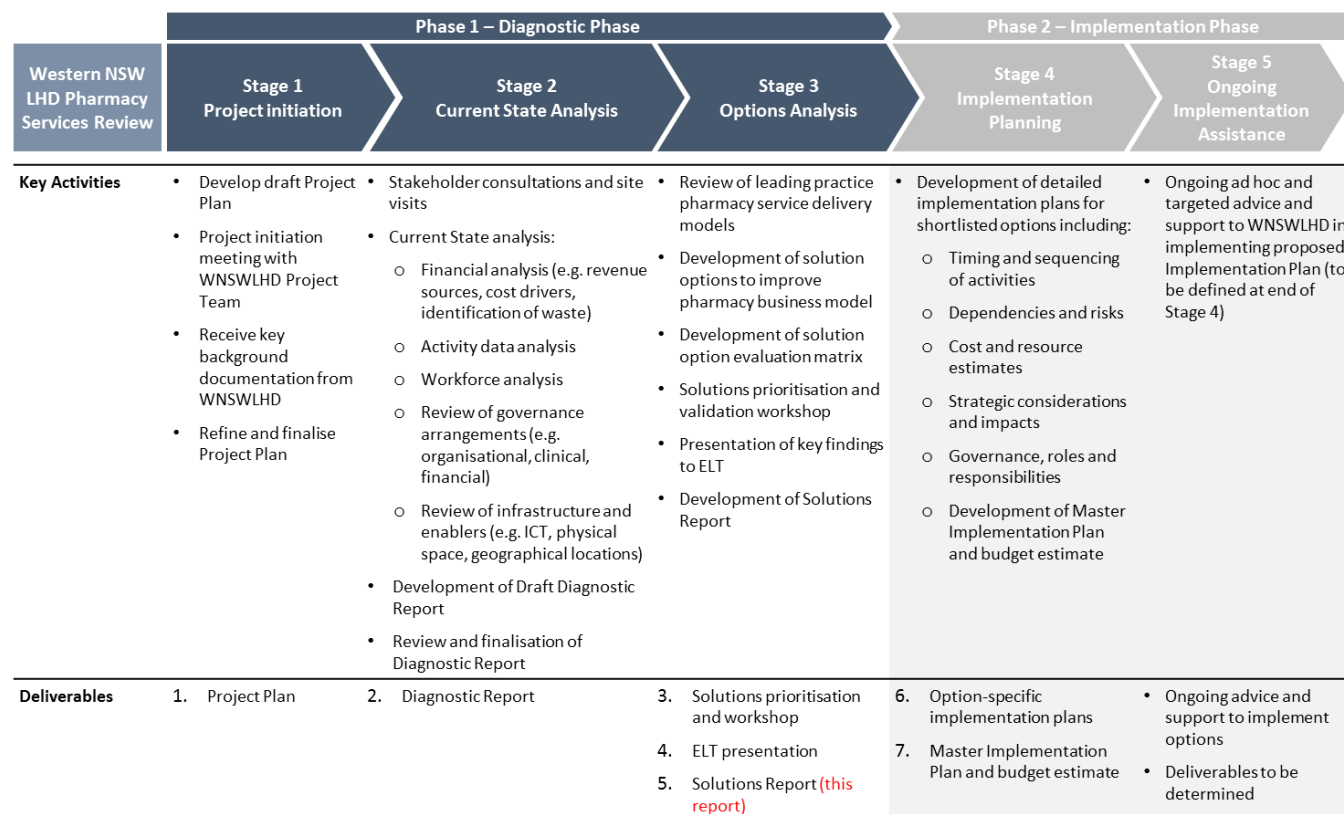 Phase 1 – Diagnostic Phase
Phase 2 – Implementation Phase
Western NSW
LHD Pharmacy
Services Review
Stage 1
Project initiation
Stage 2
Current State Analysis
Stage 3
Options Analysis
Stage 4
Implementation
Planning
Stage 5
Ongoing
Implementation
Assistance
Key Activities
• Develop draft Project
Plan
• Project initiation
meeting with
WNSWLHD Project
Team
• Receive key
background
documentation from
WNSWLHD
• Refine and finalise
Project Plan
• Stakeholder consultations and site
visits
• Current State analysis:
o Financial analysis (e.g. revenue
sources, cost drivers,
identification of waste)
o Activity data analysis
o Workforce analysis
o Review of governance
arrangements (e.g.
organisational, clinical,
financial)
o Review of infrastructure and
enablers (e.g. ICT, physical
space, geographical locations)
• Development of Draft Diagnostic
Report
• Review and finalisation of
Diagnostic Report
• Review of leading practice
pharmacy service delivery
models
• Development of solution
options to improve
pharmacy business model
• Development of solution
option evaluation matrix
• Solutions prioritisation and
validation workshop
• Presentation of key findings
to ELT
• Development of Solutions
Report
• Development of detailed
implementation plans for
shortlisted options including:
o Timing and sequencing
of activities
o Dependencies and risks
o Cost and resource
estimates
o Strategic considerations
and impacts
o Governance, roles and
responsibilities
o Development of Master
Implementation Plan
and budget estimate
• Ongoing ad hoc and
targeted advice and
support to WNSWLHD in
implementing proposed
Implementation Plan (to
be defined at end of
Stage 4)
Deliverables
1. Project Plan
2. Diagnostic Report
3. Solutions prioritisation
and workshop
4. ELT presentation
5. Solutions Report (this
report)
6. Option-specific
implementation plans
7. Master Implementation
Plan and budget estimate
• Ongoing advice and
support to implement
options
• Deliverables to be
determined